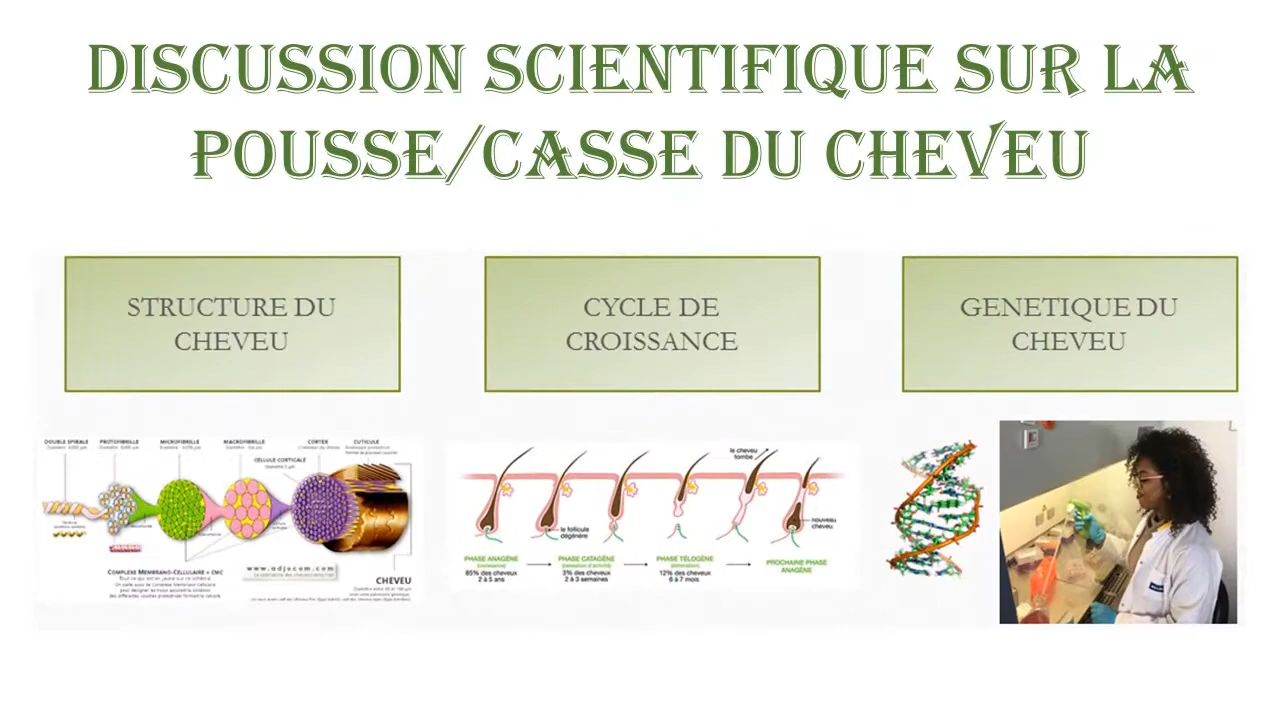 DISCUSSION SCIENTIFIQUE SUR LA
POUSSE/CASSE DU CHEVEU
STRUCTURE DU
CHEVEU
CYCLE DE
CROISSANCE
GENETIQUE DU
CHEVEU
DOUBLE SPIRALE
PROTOFIBRILLE
MICROFIBRILLE
MACROFIBRILLE
CORTEX
CUTICULE
CELLULE CORTICALE
COMPLEXE MEMBRANO-CELLULAIRE = CMC
www.adjucom.com
CHEVEU
le cheveu
tombe
le follicule
dégénère
nouveau
cheveu
PHASE ANAGÈNE
85% des cheveux
2 à 5 ans
PHASE CATAGÈNE
3% des cheveux
2 à 3 semaines
PHASE TÉLOGÈNE
12% des cheveux
6 à 7 mois
PROCHAINE PHASE
ANAGÈNE